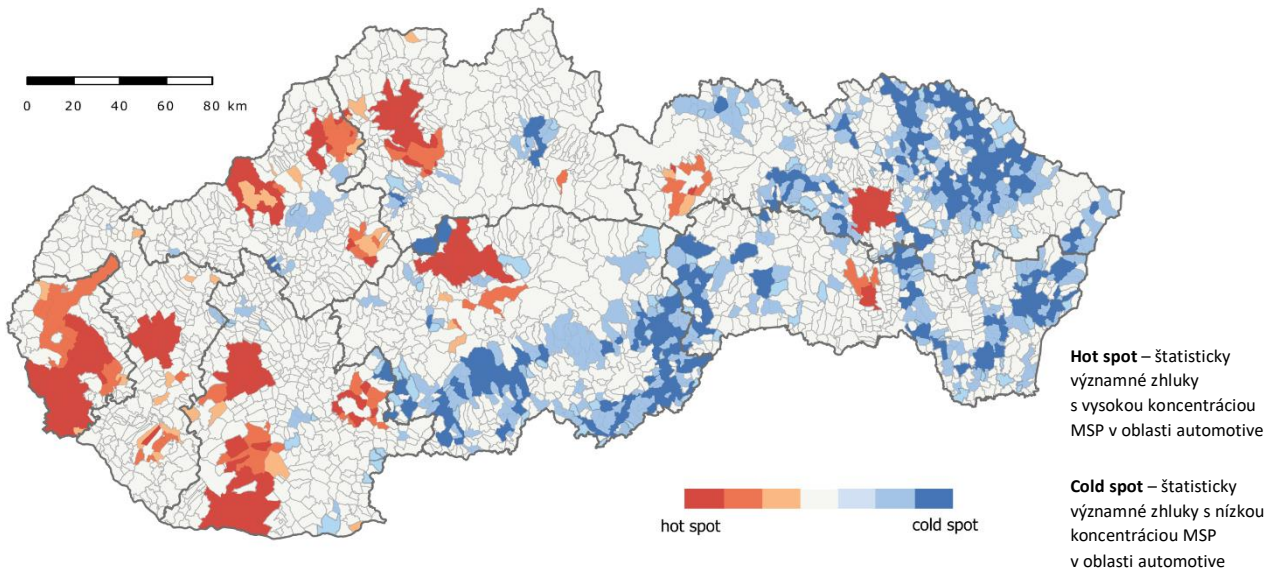 0 20 40 60 80 km
Hot spot – štatisticky
významné zhluky
s vysokou koncentráciou
MSP v oblasti automotive
Cold spot – štatisticky
významné zhluky s nízkou
koncentráciou MSP
v oblasti automotive
hot spot cold spot